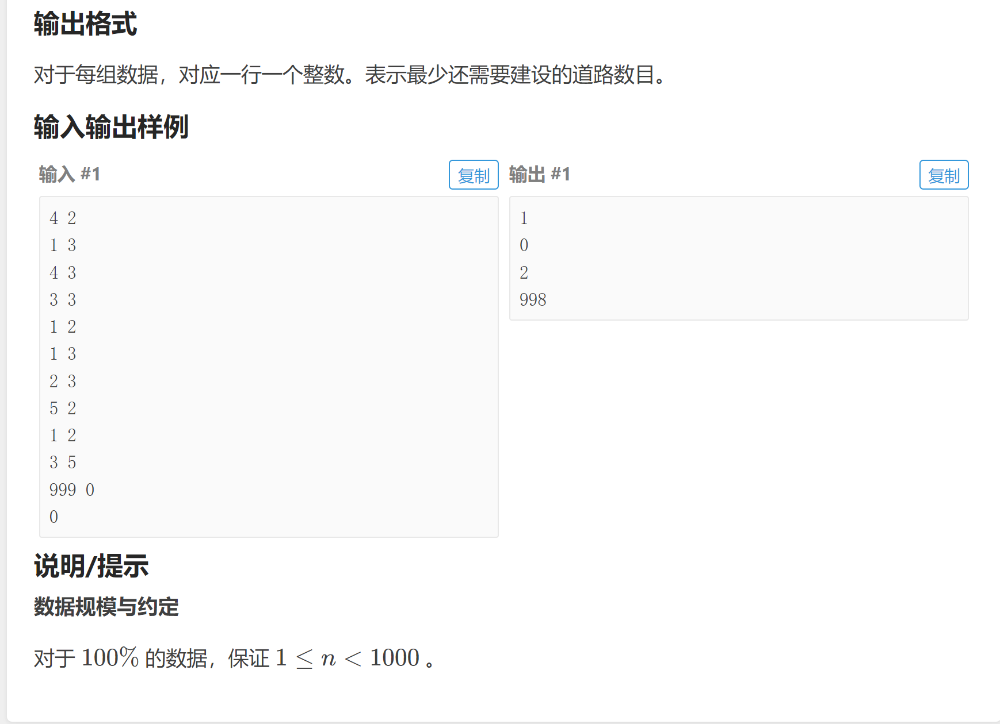 输出格式
对于每组数据，对应一行一个整数。表示最少还需要建设的道路数目。
输入输出样例
输入 #1
复制
4 2
1 3
4 3
3 3
1 2
1 3
2 3
5 2
1 2
3 5
999 0
0
输出 #1
复制
1
0
2
998
说明/提示
数据规模与约定
对于 100% 的数据，保证 1 ≤ n < 1000 。